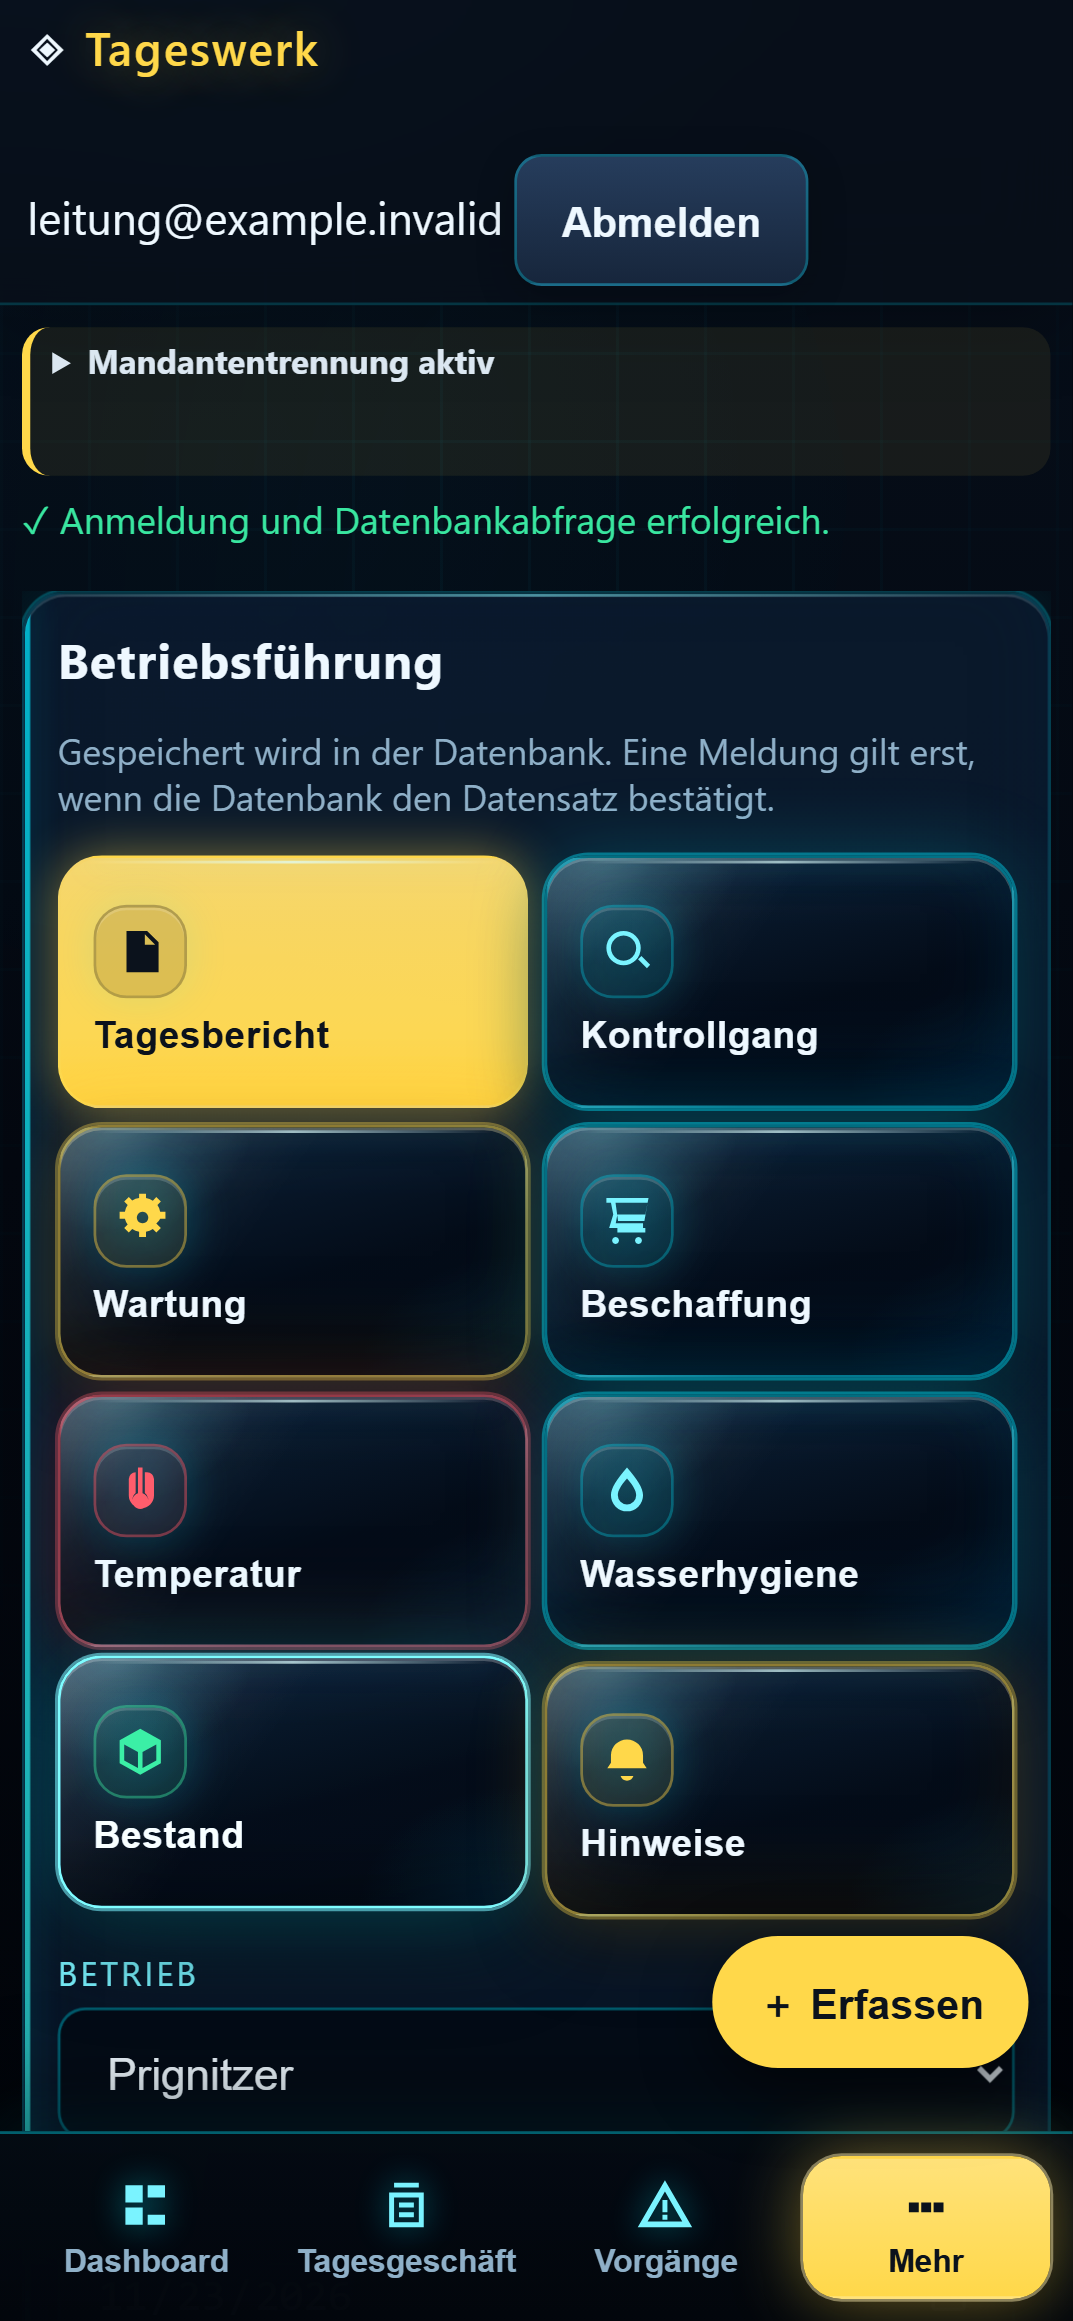 Tageswerk
leitung@example.invalid
Abmelden
Mandantentrennung aktiv
✓ Anmeldung und Datenbankabfrage erfolgreich.
Betriebsführung
Gespeichert wird in der Datenbank. Eine Meldung gilt erst,
wenn die Datenbank den Datensatz bestätigt.
Tagesbericht
Kontrollgang
Wartung
Beschaffung
Temperatur
Wasserhygiene
Bestand
Hinweise
BETRIEB
+ Erfassen
Prignitzer
Dashboard
Tagesgeschäft
Vorgänge
Mehr